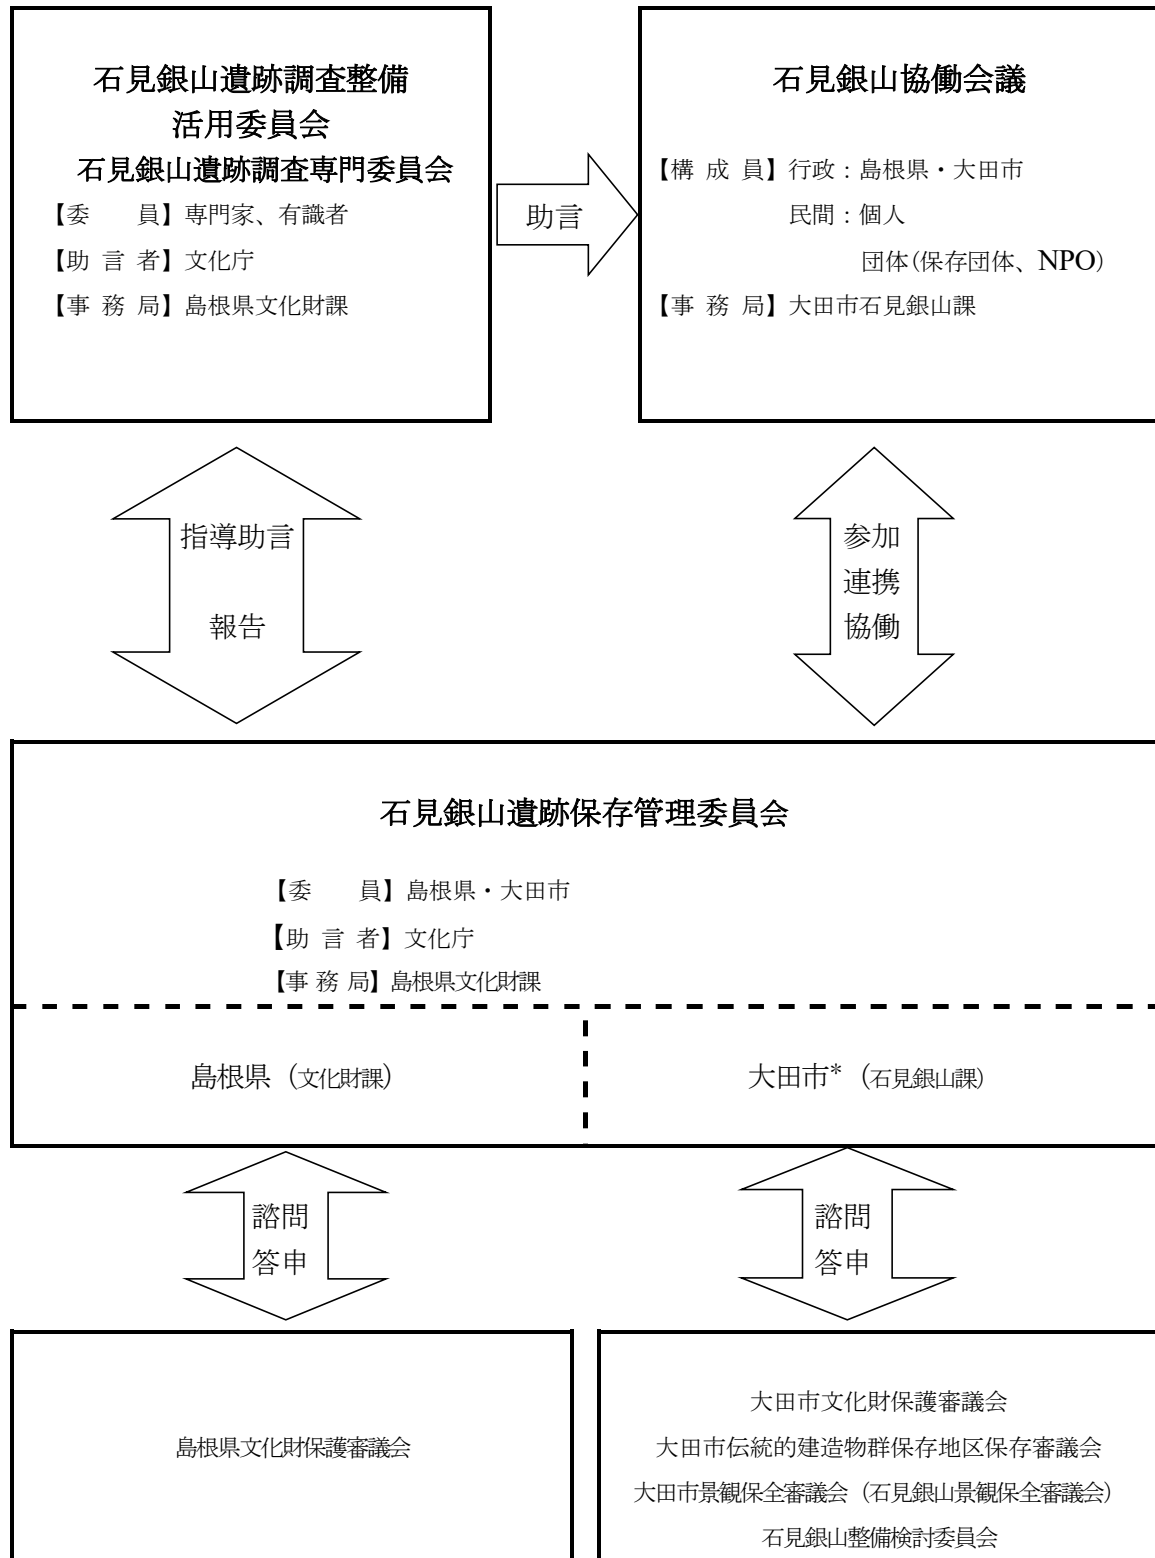 石見銀山遺跡調査整備
活用委員会
石見銀山遺跡調査専門委員会
【委　　員】専門家、有識者
【助 言 者】文化庁
【事 務 局】島根県文化財課
助言
石見銀山協働会議
【構 成 員】行政：島根県・大田市
民間：個人
団体(保存団体、NPO)
【事 務 局】大田市石見銀山課
指導助言
報告
参加
連携
協働
石見銀山遺跡保存管理委員会
【委　　員】島根県・大田市
【助 言 者】文化庁
【事 務 局】島根県文化財課
島根県（文化財課）
大田市*（石見銀山課）
諮問
答申
諮問
答申
島根県文化財保護審議会
大田市文化財保護審議会
大田市伝統的建造物群保存地区保存審議会
大田市景観保全審議会（石見銀山景観保全審議会）
石見銀山整備検討委員会